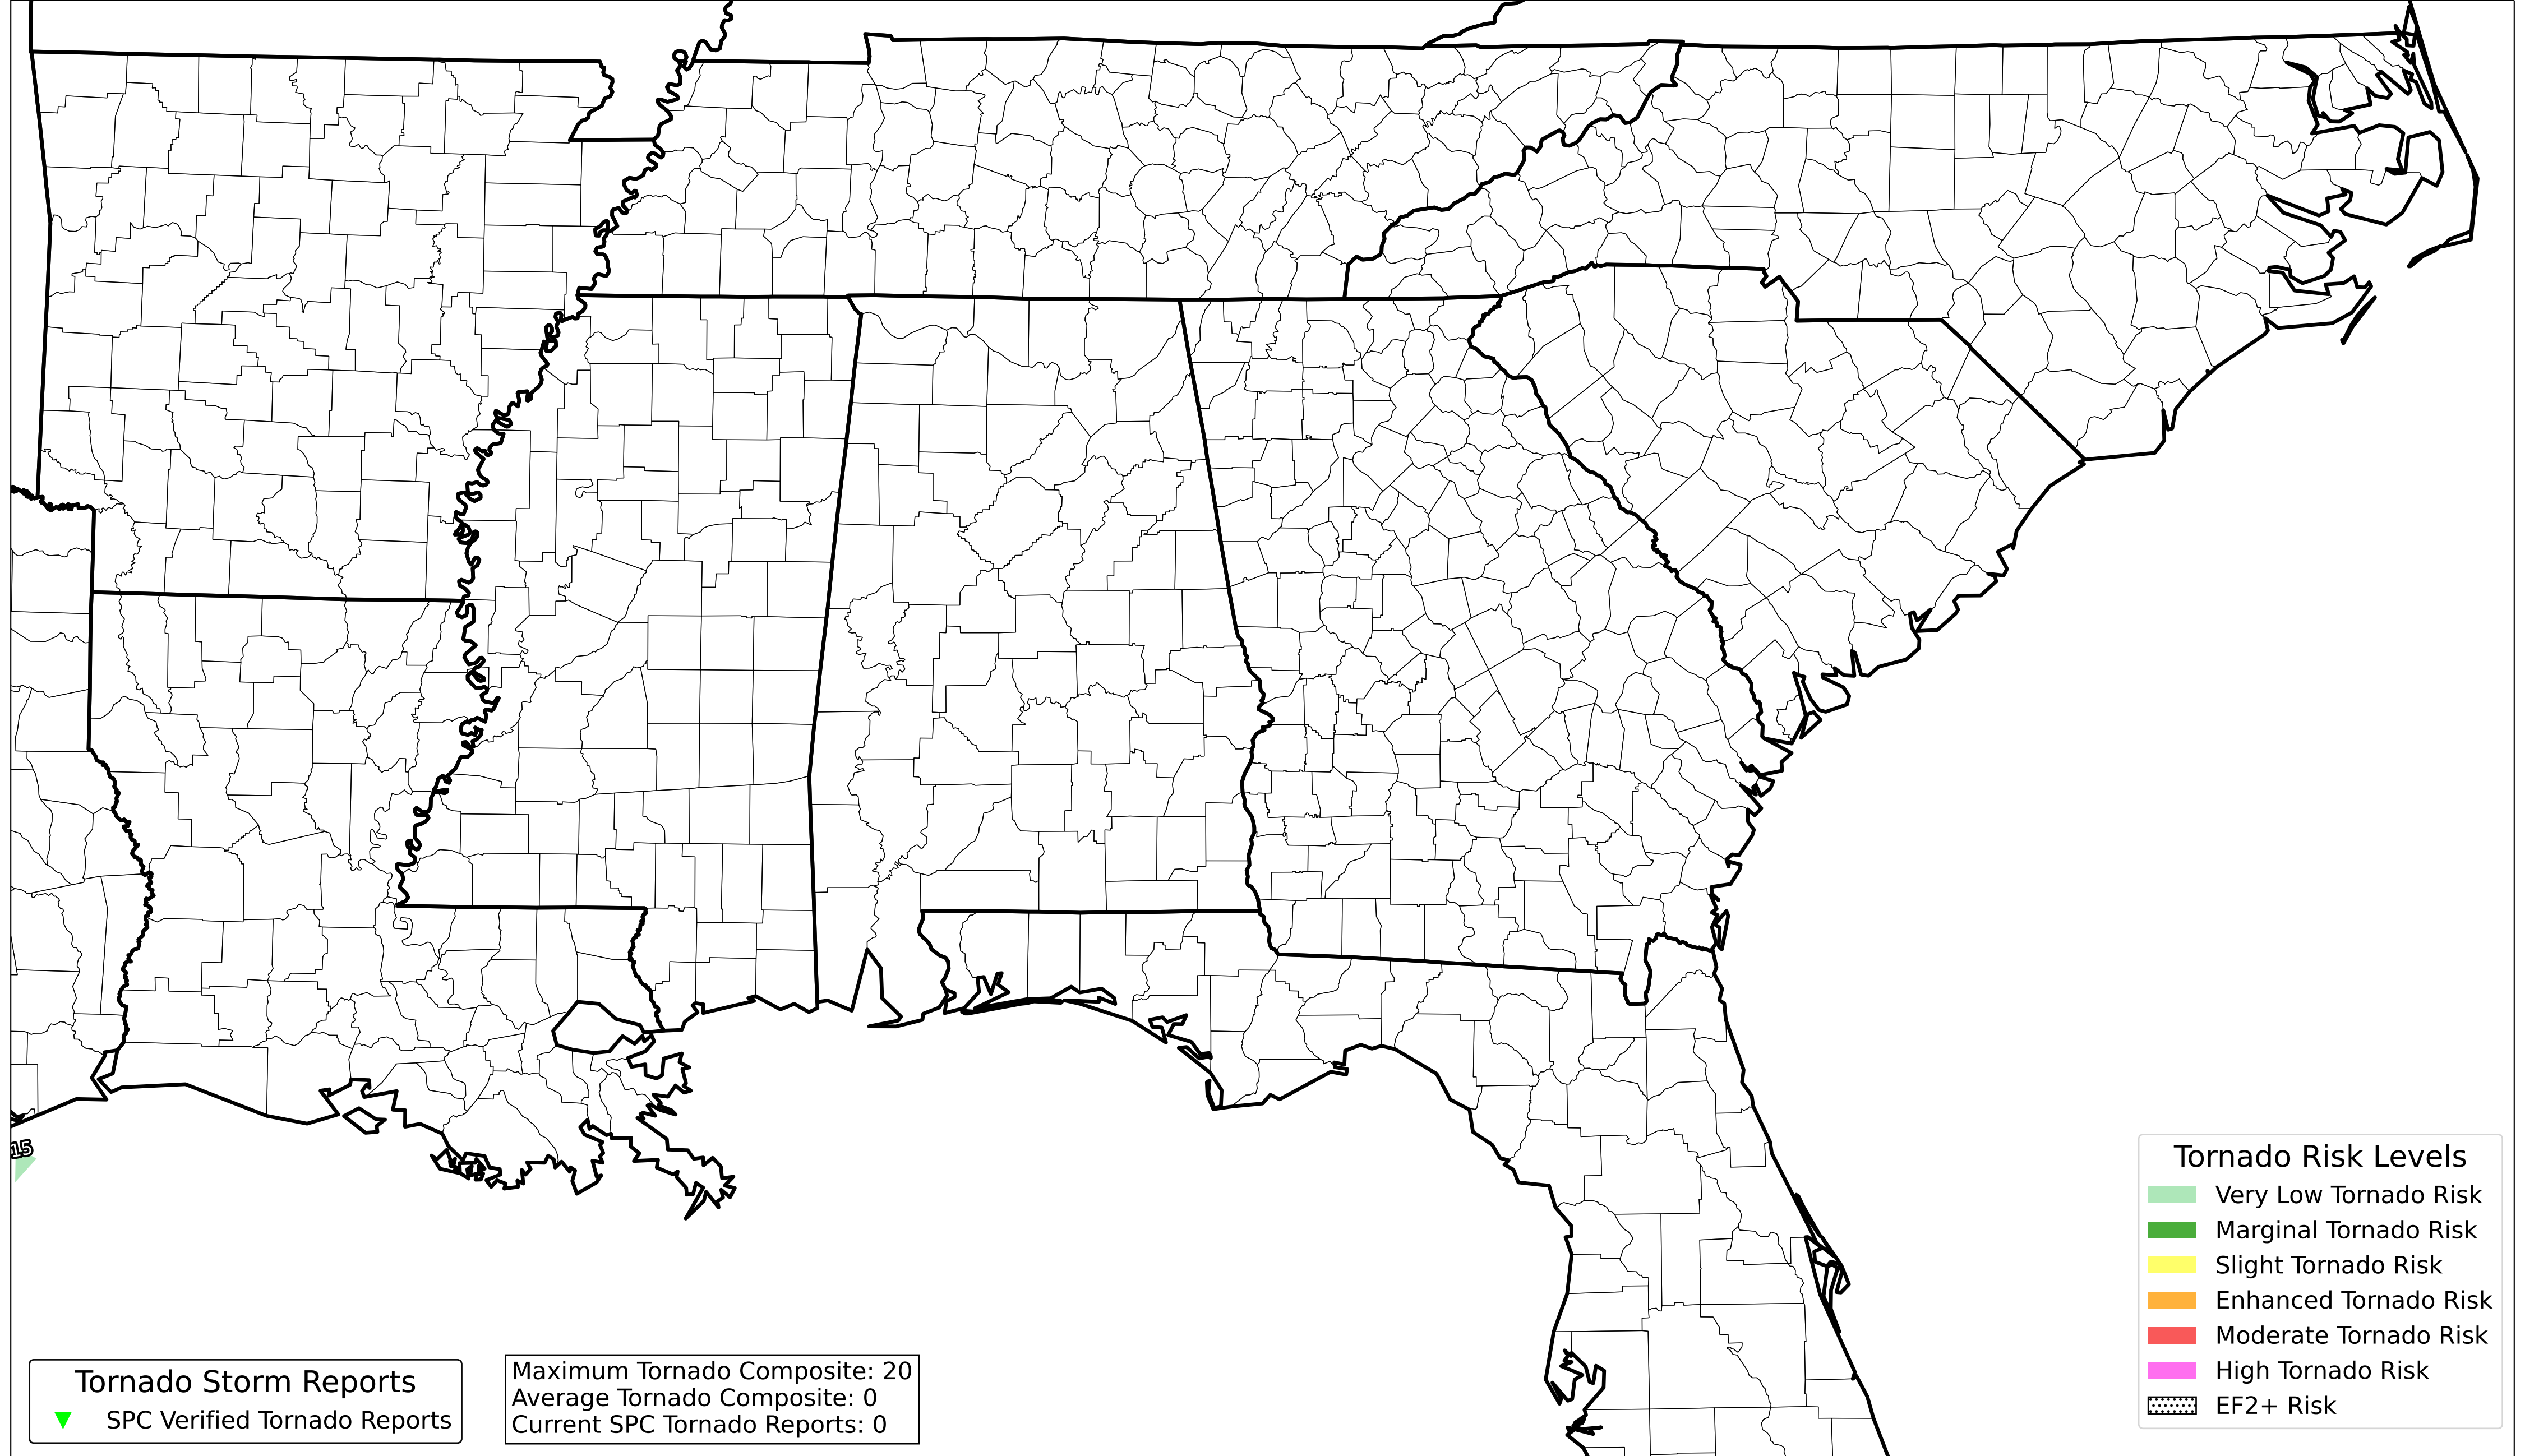 15
Tornado Risk Levels
Very Low Tornado Risk
Marginal Tornado Risk
Slight Tornado Risk
Enhanced Tornado Risk
Moderate Tornado Risk
High Tornado Risk
EF2+ Risk
Tornado Storm Reports
SPC Verified Tornado Reports
Maximum Tornado Composite: 20
Average Tornado Composite: 0
Current SPC Tornado Reports: 0